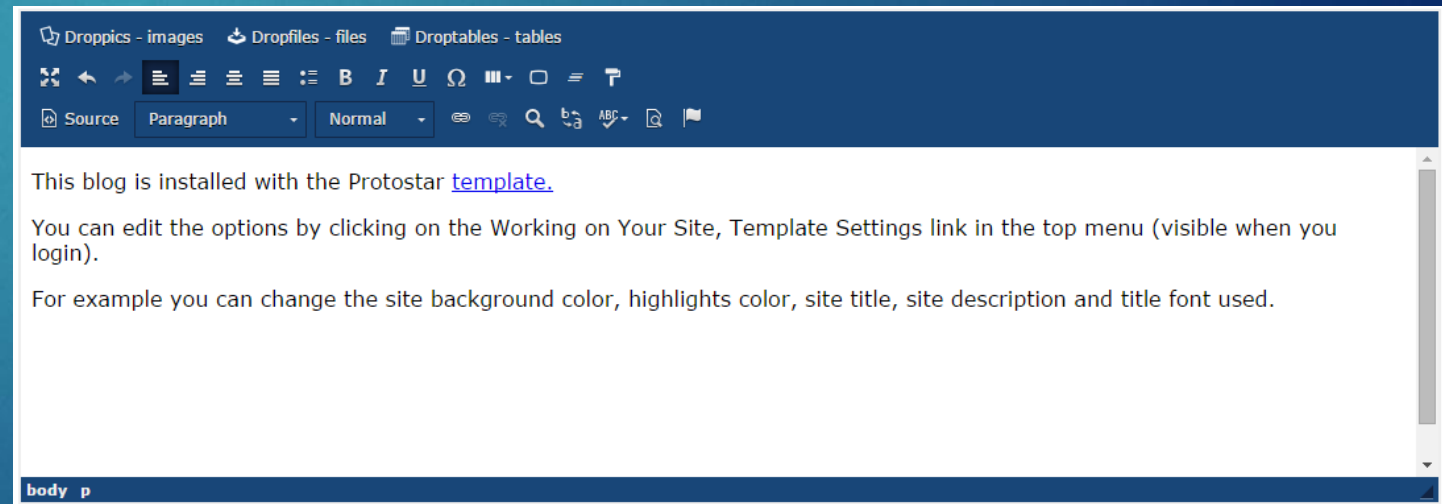 Droppics - images Dropfiles - files Droptables - tables
B I U Ω
Source Paragraph Normal ABC
This blog is installed with the Protostar template.
You can edit the options by clicking on the Working on Your Site, Template Settings link in the top menu (visible when you
login).
For example you can change the site background color, highlights color, site title, site description and title font used.
body p